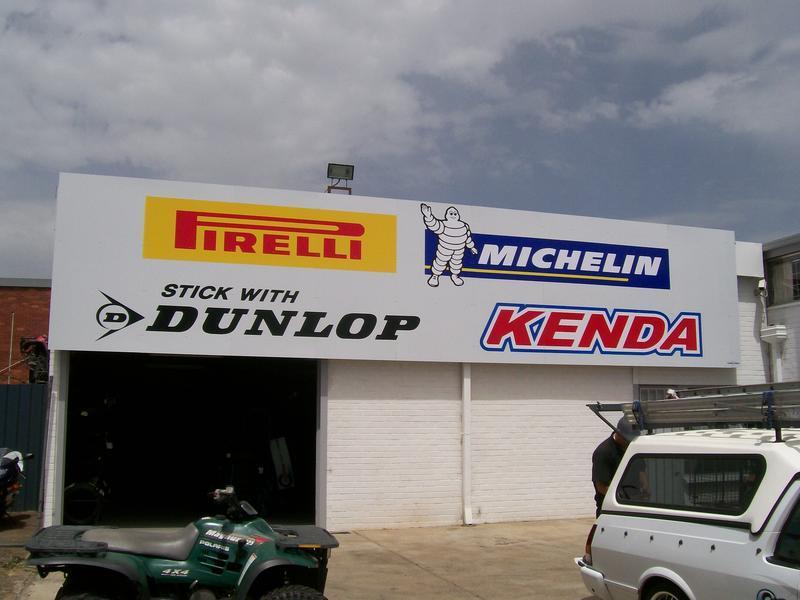 PIRELLI
MICHELIN
STICK WITH
D DUNLOP
KENDA
POLARIS
4X4